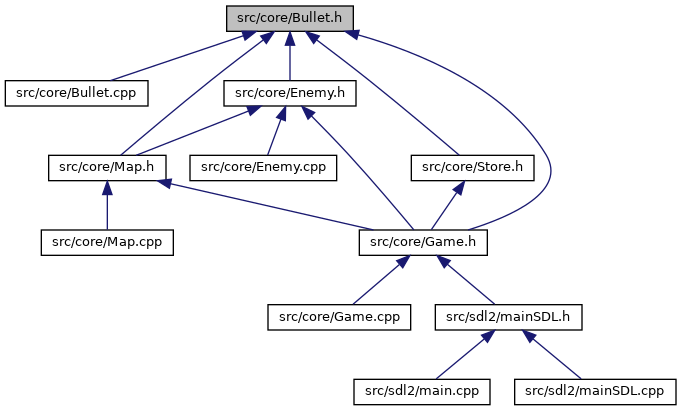 src/core/Bullet.h
src/core/Bullet.cpp
src/core/Enemy.h
src/core/Map.h
src/core/Enemy.cpp
src/core/Store.h
src/core/Map.cpp
src/core/Game.h
src/core/Game.cpp
src/sdl2/mainSDL.h
src/sdl2/main.cpp
src/sdl2/mainSDL.cpp